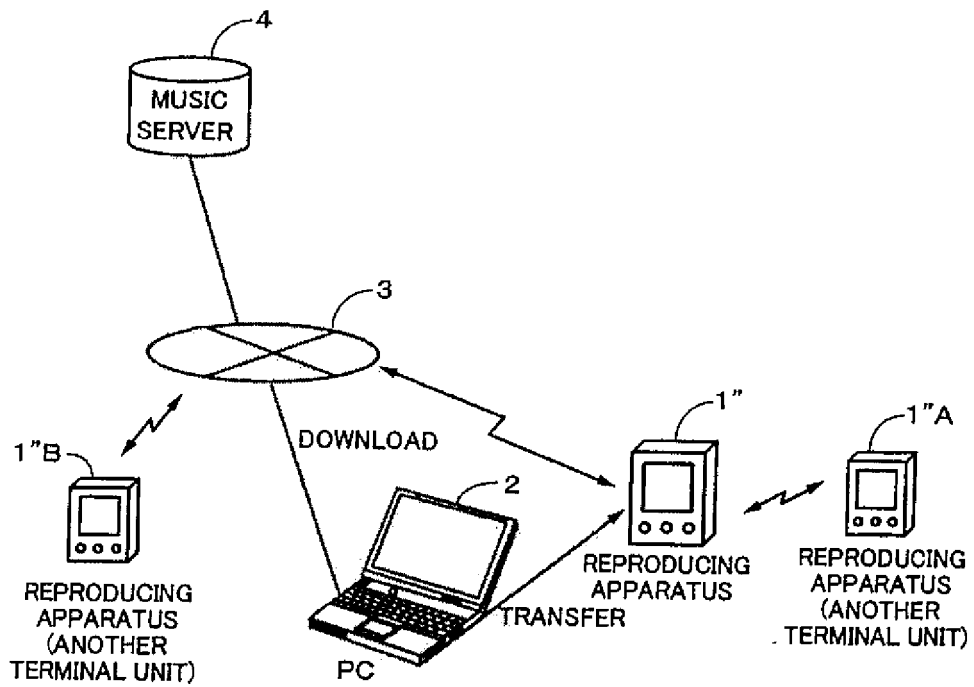 4
MUSIC
SERVER
3
DOWNLOAD
1"B
2
1"
1"A
REPRODUCING
APPARATUS
(ANOTHER
TERMINAL UNIT)
PC
TRANSFER
REPRODUCING
APPARATUS
REPRODUCING
APPARATUS
(ANOTHER
TERMINAL UNIT)